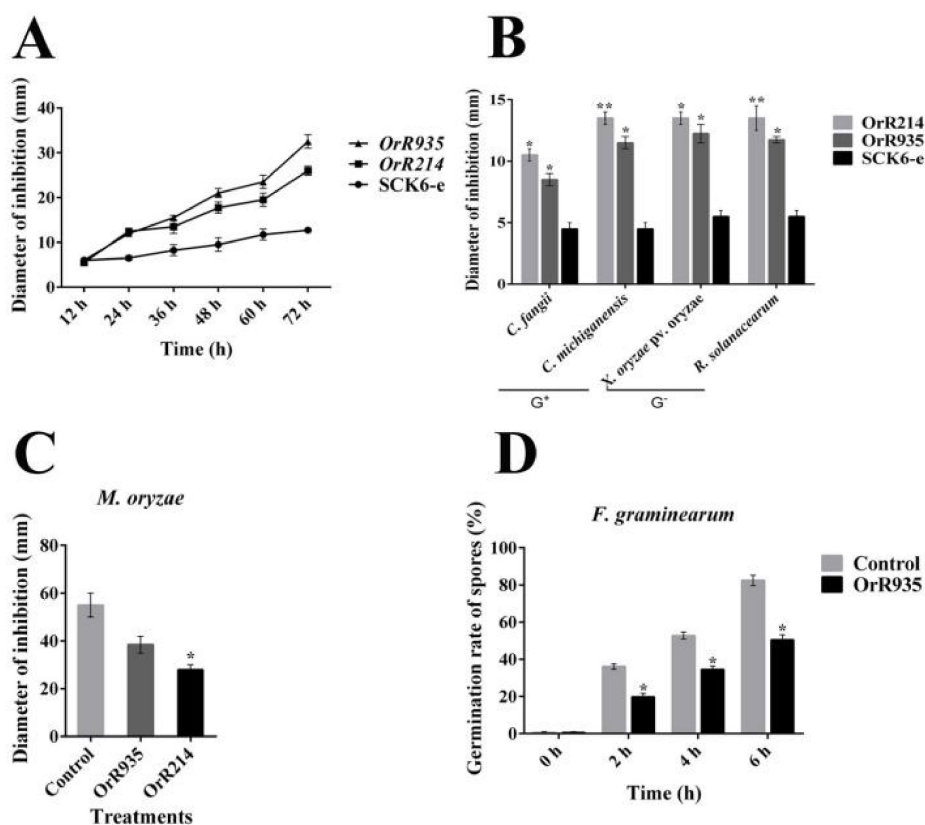 A
Diameter of inhibition (mm)
40
30
20
10
0
12 h
24 h
36 h
48 h
60 h
72 h
Time (h)
OrR935
OrR214
SCK6-e
B
Diameter of inhibition (mm)
15
10
5
0
** ** * *
* * * *
C. fangii
C. michiganensis
X. oryzae pv. oryzae
R. solanacearum
G⁺
G⁻
OrR214
OrR935
SCK6-e
C
M. oryzae
Diameter of inhibition (mm)
80
60
40
20
0
*
Control
OrR935
OrR214
Treatments
D
F. graminearum
Germination rate of spores (%)
100
80
60
40
20
0
* * *
0 h
2 h
4 h
6 h
Time (h)
Control
OrR935